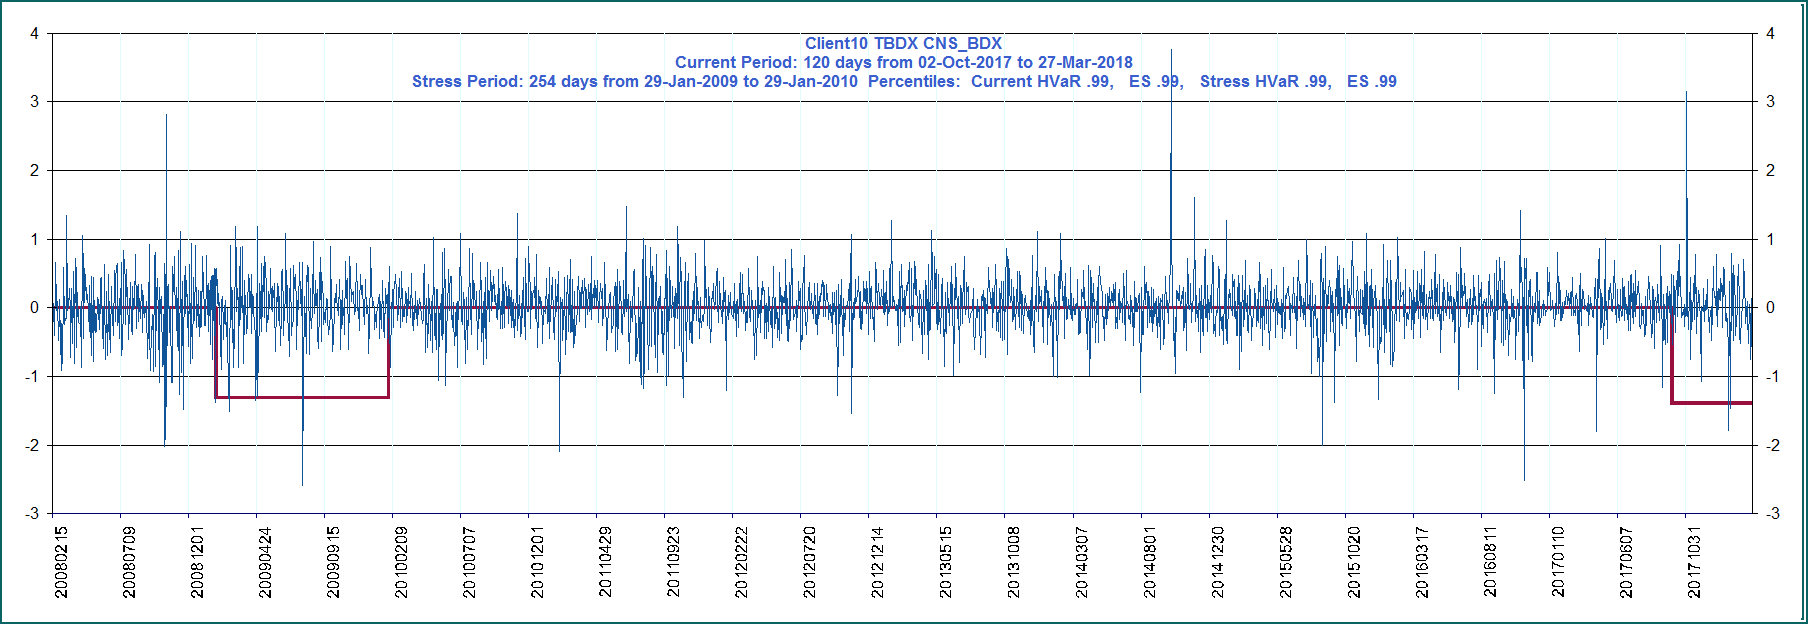 Client10 TBDX CNS_BDX
Current Period: 120 days from 02-Oct-2017 to 27-Mar-2018
Stress Period: 254 days from 29-Jan-2009 to 29-Jan-2010  Percentiles:  Current HVaR .99,   ES .99,   Stress HVaR .99,   ES .99
4 4
3 3
2 2
1 1
0 0
-1 -1
-2 -2
-3 -3
20080215 20080709 20081201 20090424 20090915 20100209 20100707 20101201 20110429 20110923 20120222 20120720 20121214 20130515 20131008 20140307 20140801 20141230 20150528 20151020 20160317 20160811 20170110 20170607 20171031